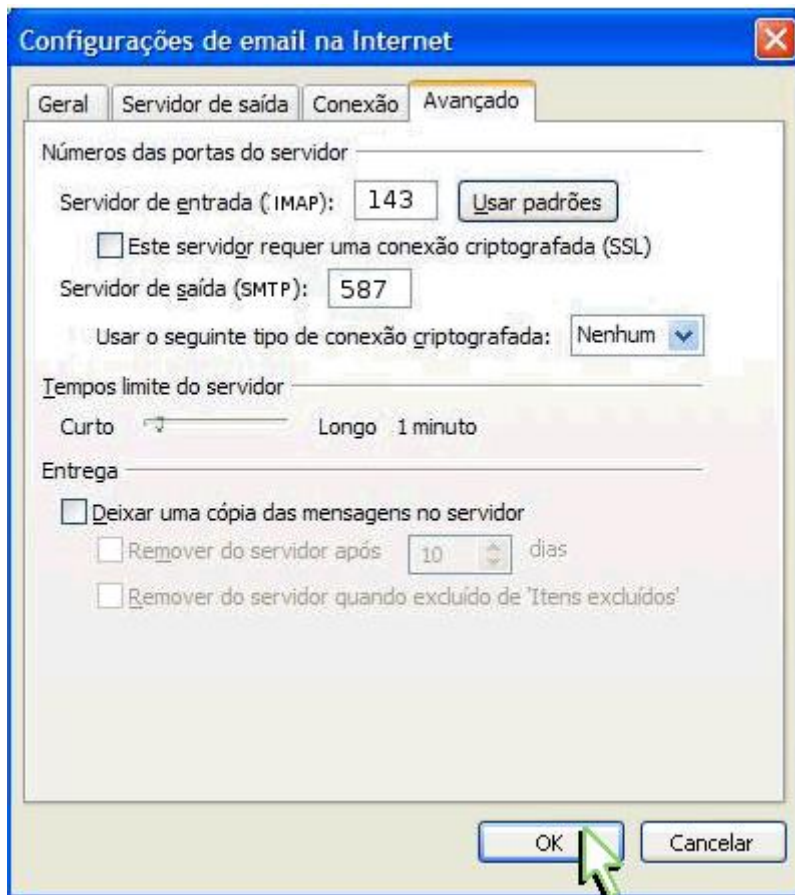 Configurações de email na Internet
Geral Servidor de saída Conexão Avançado
Números das portas do servidor
Servidor de entrada (IMAP): 143 Usar padrões
Este servidor requer uma conexão criptografada (SSL)
Servidor de saída (SMTP): 587
Usar o seguinte tipo de conexão criptografada: Nenhum
Tempos limite do servidor
Curto Longo 1 minuto
Entrega
Deixar uma cópia das mensagens no servidor
Remover do servidor após 10 dias
Remover do servidor quando excluído de 'Itens excluídos'
OK Cancelar